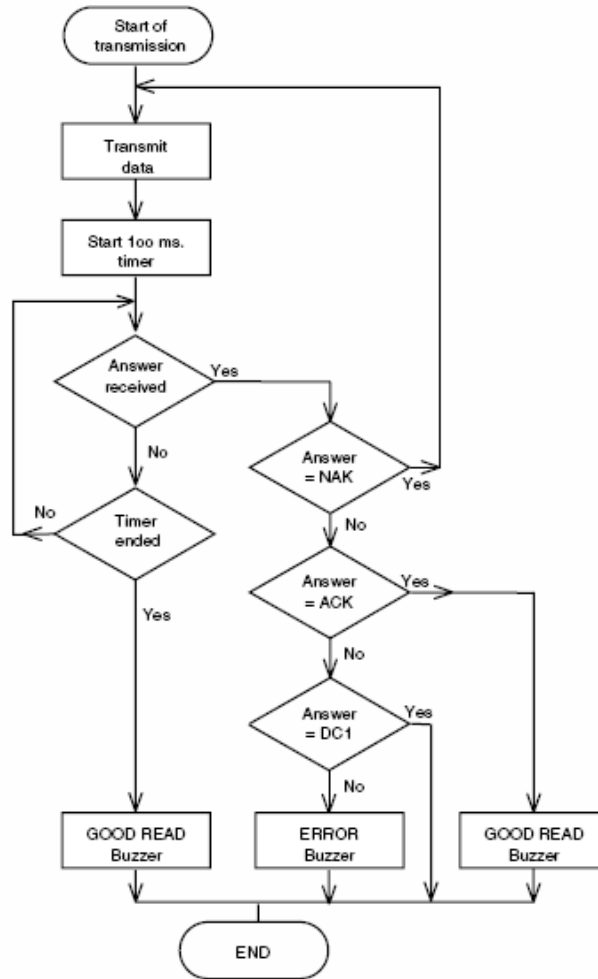 Start of
transmission
Transmit
data
Start 1oo ms.
timer
Answer
received
Yes
No
Answer
= NAK
Yes
No
Timer
ended
No
Yes
Answer
= ACK
Yes
No
Answer
= DC1
Yes
No
GOOD READ
Buzzer
ERROR
Buzzer
GOOD READ
Buzzer
END